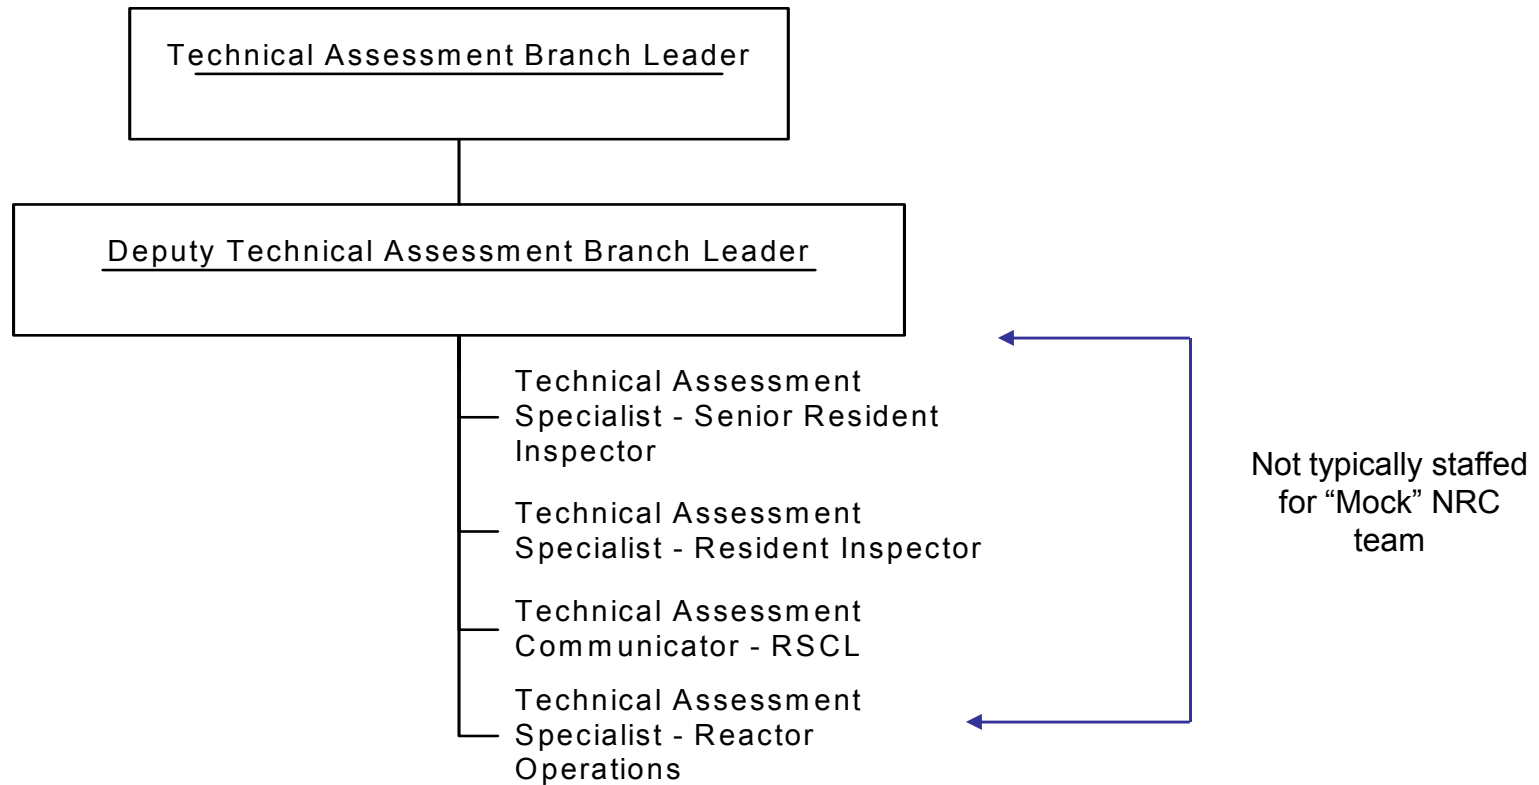 Technical Assessment Branch Leader
Deputy Technical Assessment Branch Leader
Technical Assessment
Specialist - Senior Resident
Inspector
Technical Assessment
Specialist - Resident Inspector
Technical Assessment
Communicator - RSCL
Technical Assessment
Specialist - Reactor
Operations
Not typically staffed
for “Mock” NRC
team